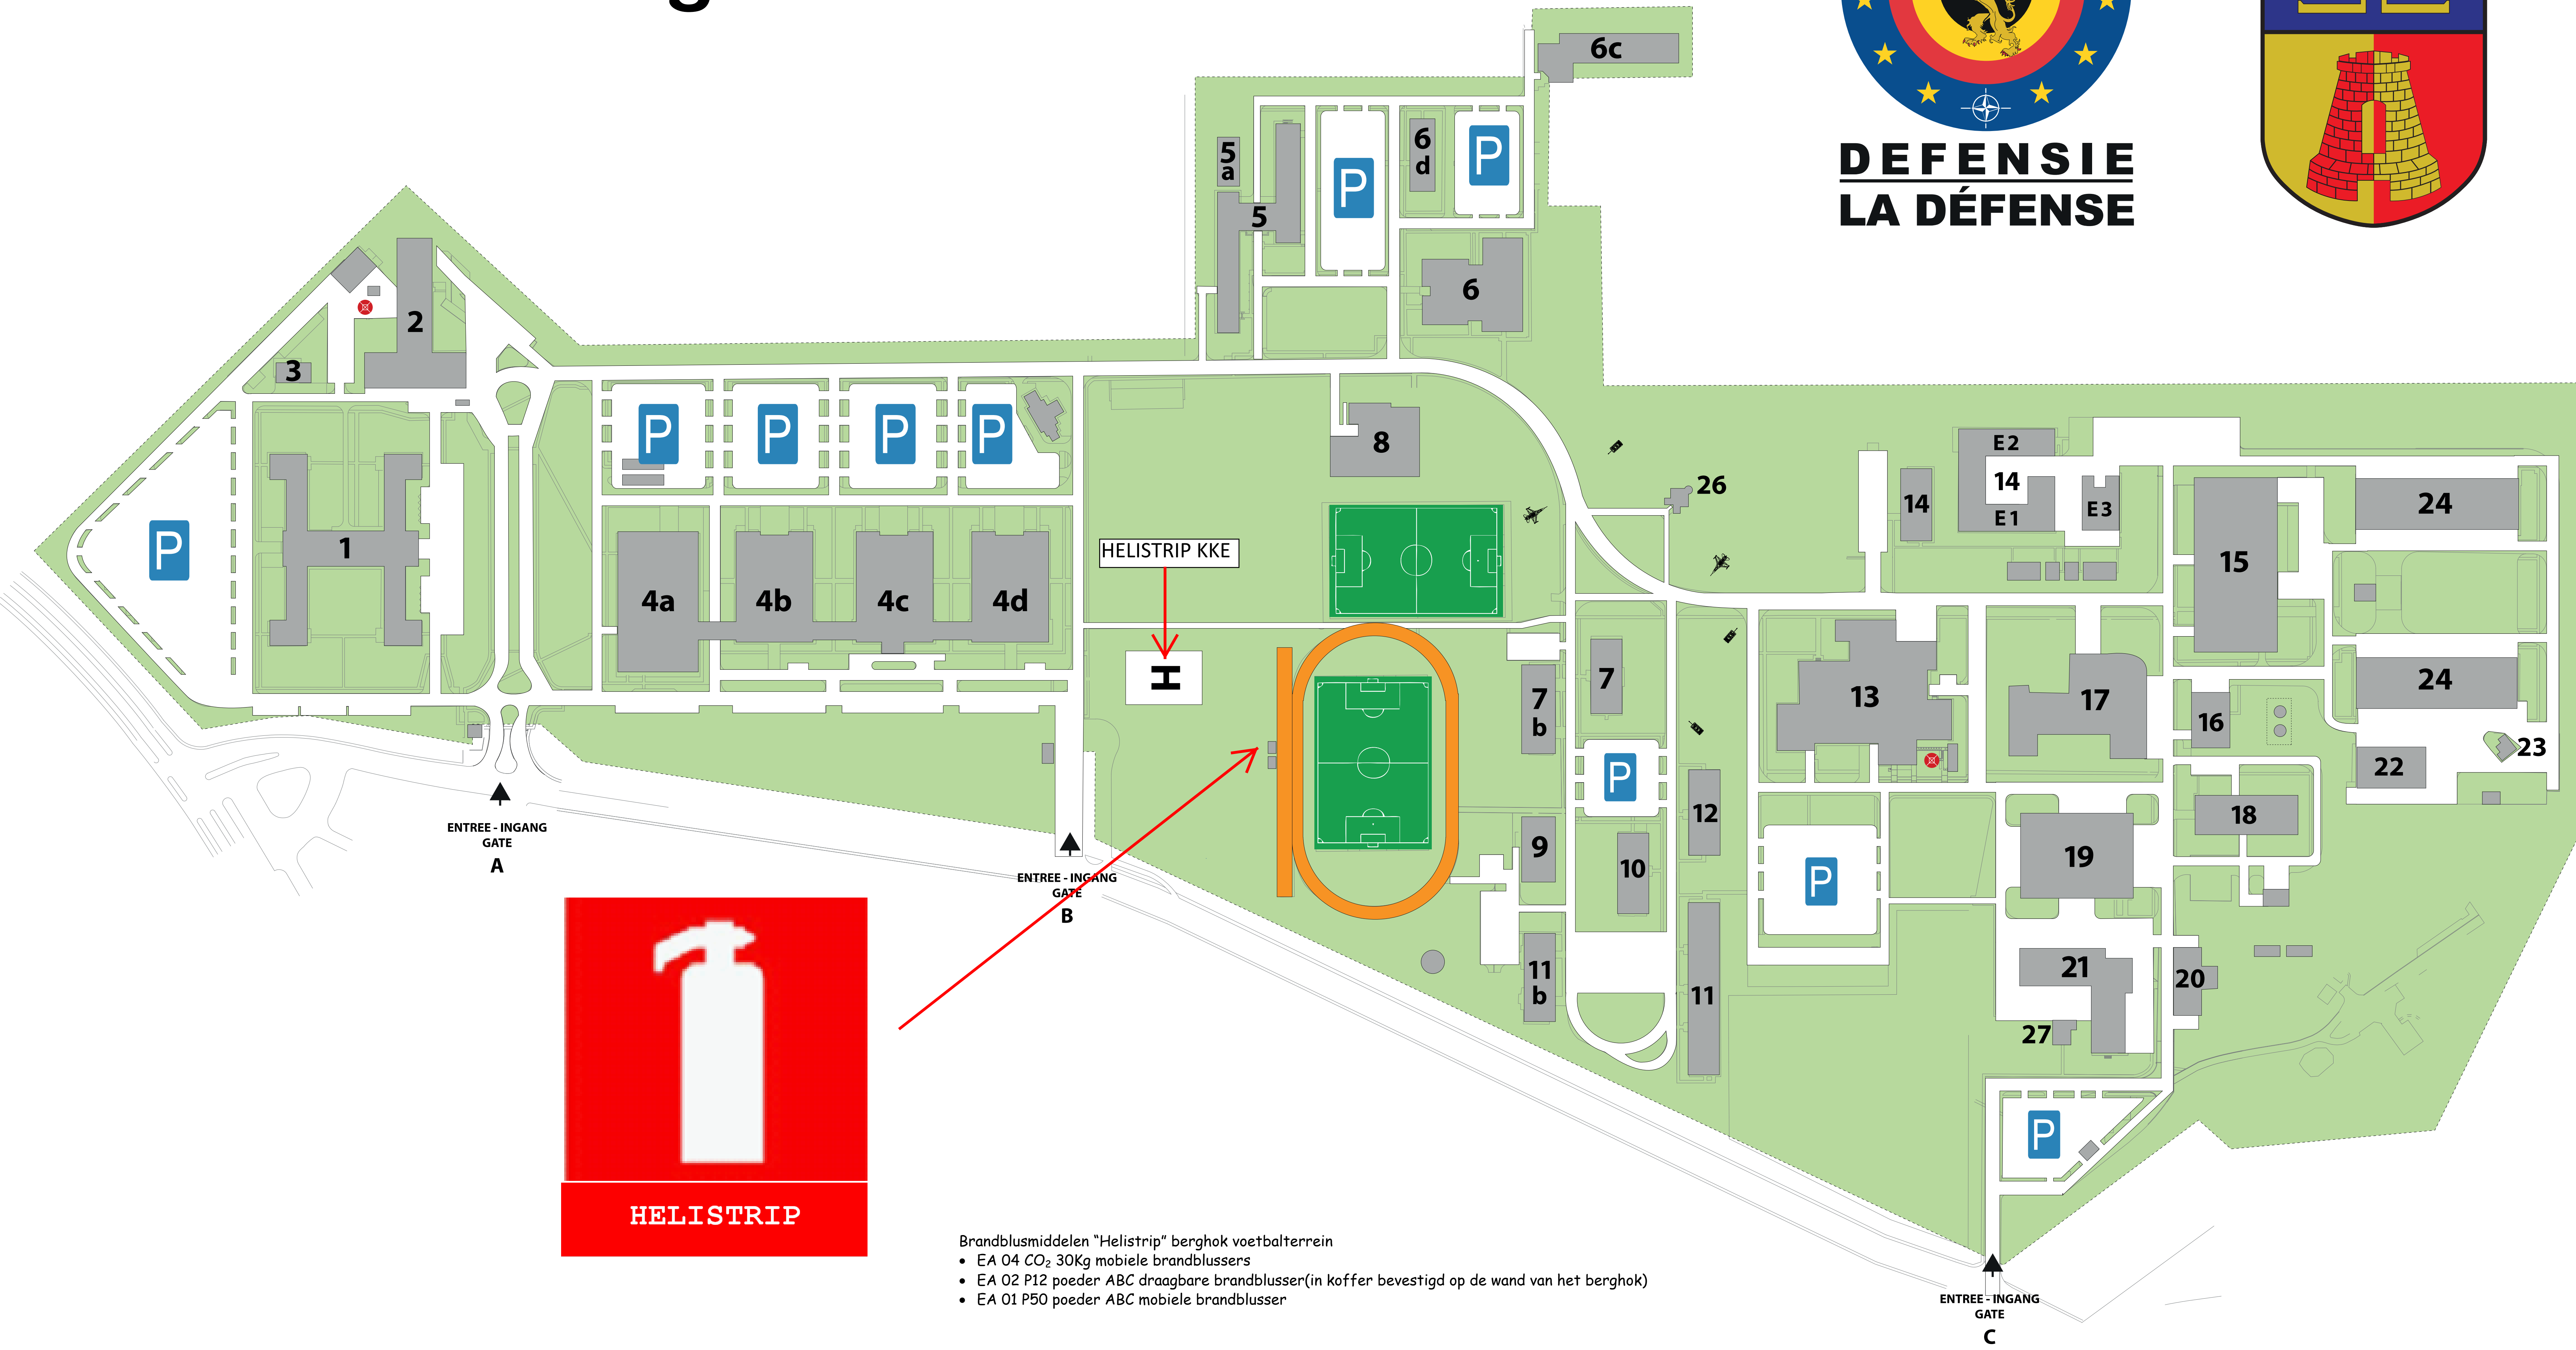 6c
DEFENSIE
LA DÉFENSE
5
a
P
6
d
P
5
6
2
3
P
P
P
P
8
26
E2
14
14
E1
E3
24
15
P
1
HELISTRIP KKE
4a
4b
4c
4d
H
7
7
b
13
17
24
16
23
22
P
12
18
ENTREE - INGANG
GATE
A
ENTREE - INGANG
GATE
B
9
10
P
19
11
b
11
21
20
27
P
HELISTRIP
Brandblusmiddelen “Helistrip” berghok voetbalterrein
• EA 04 CO₂ 30Kg mobiele brandblussers
• EA 02 P12 poeder ABC draagbare brandblusser(in koffer bevestigd op de wand van het berghok)
• EA 01 P50 poeder ABC mobiele brandblusser
ENTREE - INGANG
GATE
C